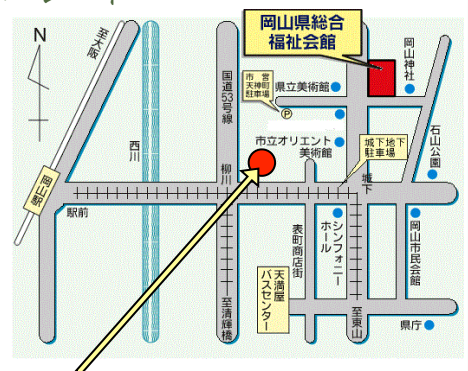 岡山県総合
福祉会館
N
至大阪
国道53号線
市営
天神町
駐車場
P
県立美術館
岡山神社
西川
市立オリエント
美術館
城下地下
駐車場
石山公園
柳川
城下
岡山駅
駅前
表町商店街
シンフォニー
ホール
岡山市民会館
天満屋
バスセンター
至清輝橋
至東山
県庁